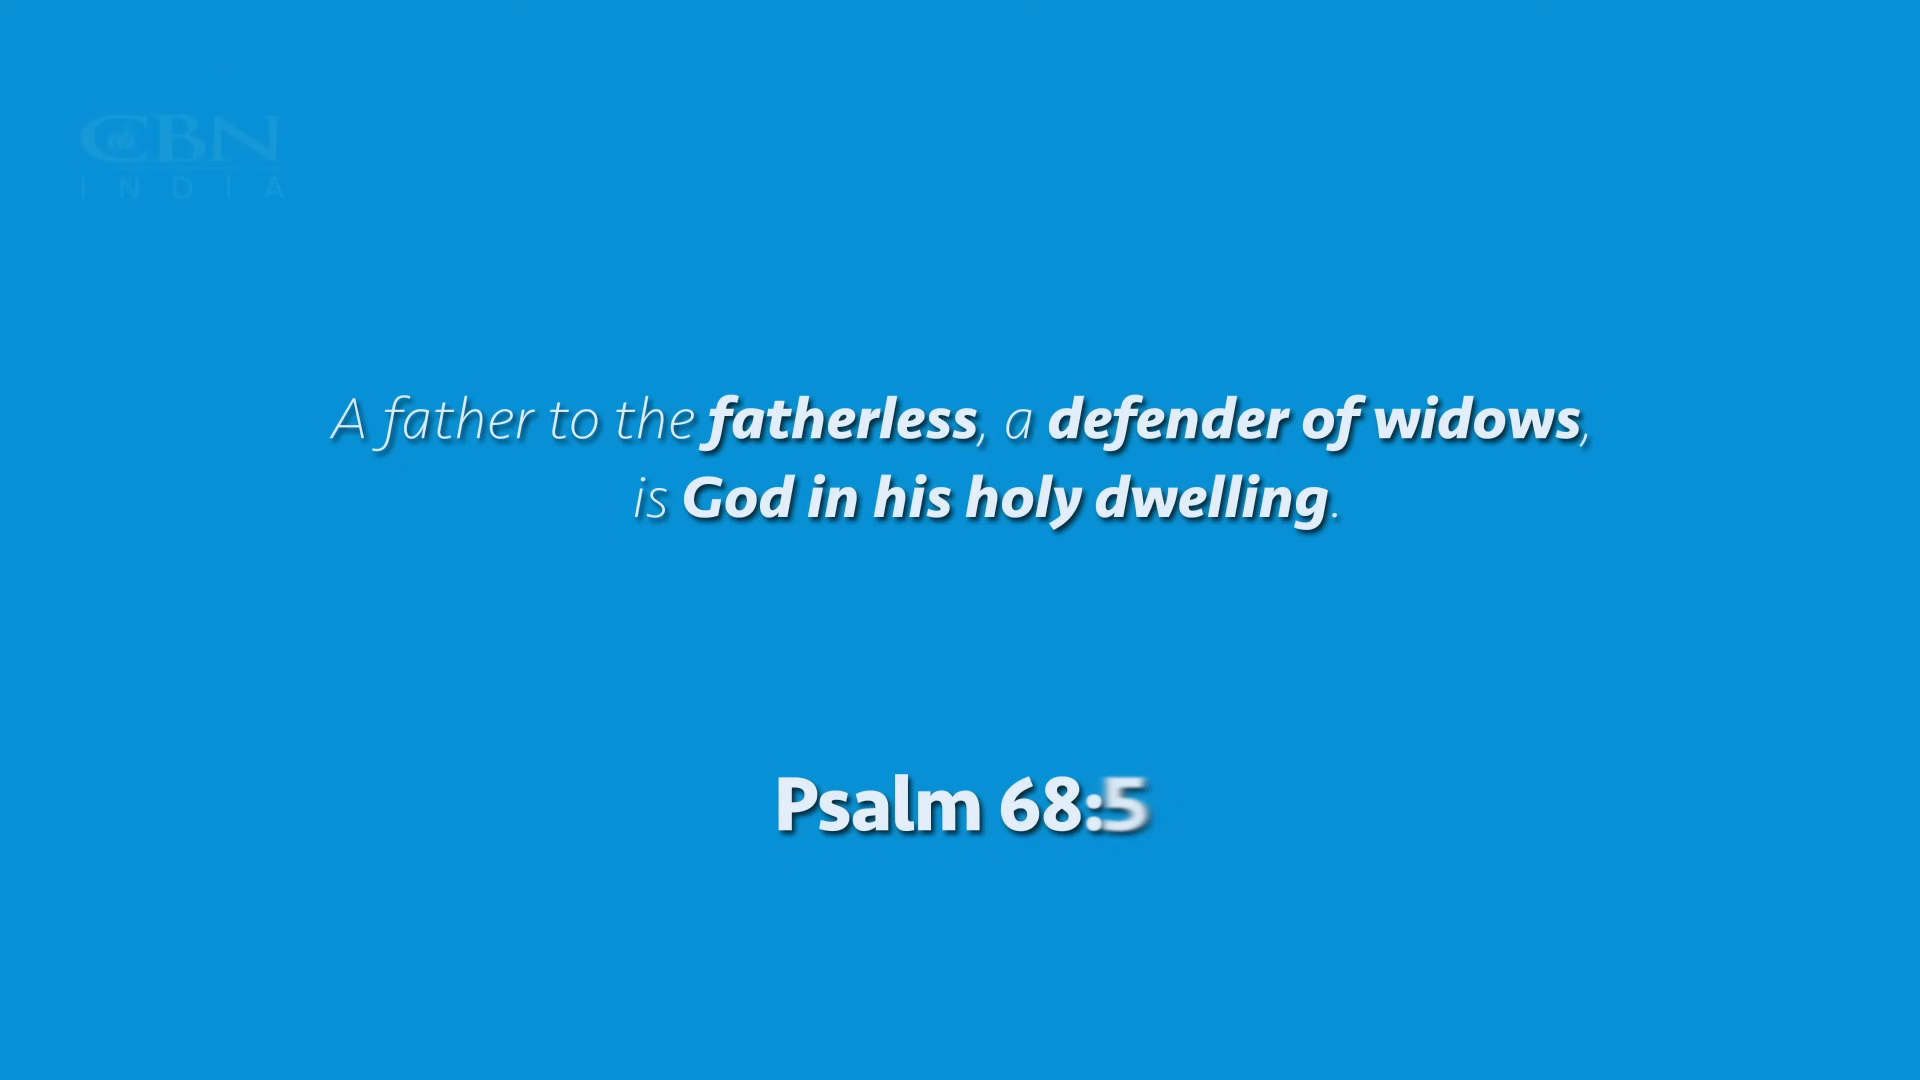 CBN
INDIA
A father to the fatherless, a defender of widows,
is God in his holy dwelling.
Psalm 68:5